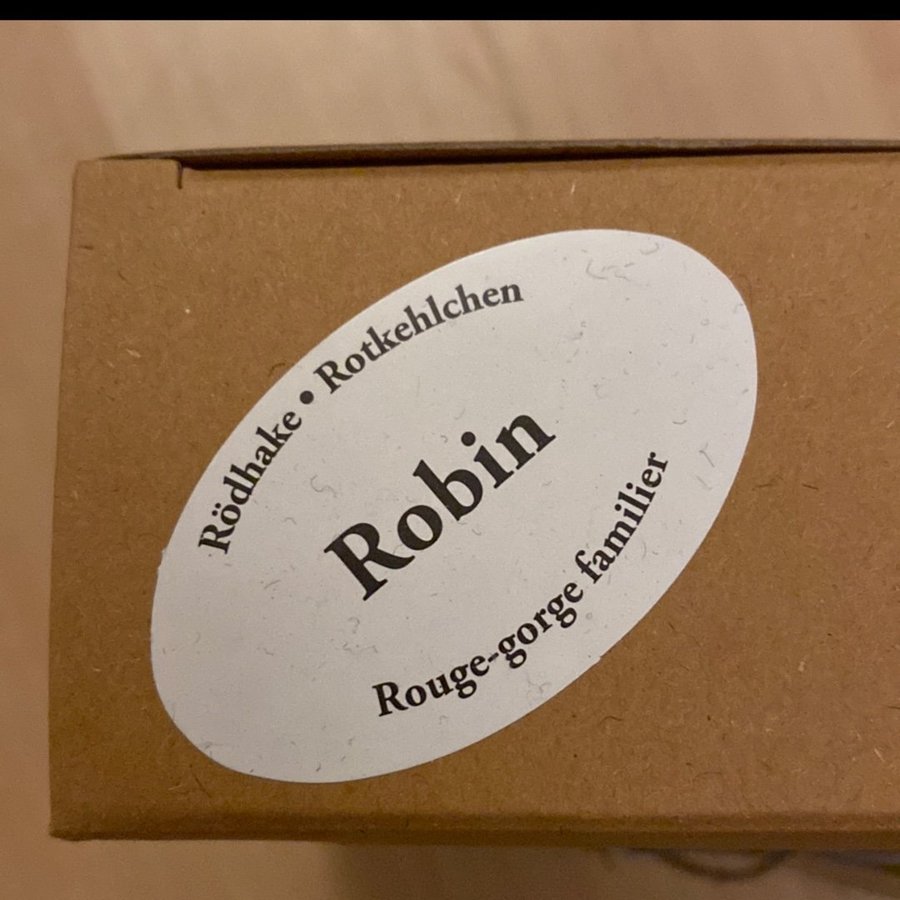 Rödhake • Rotkehlchen
Robin
Rouge-gorge familier